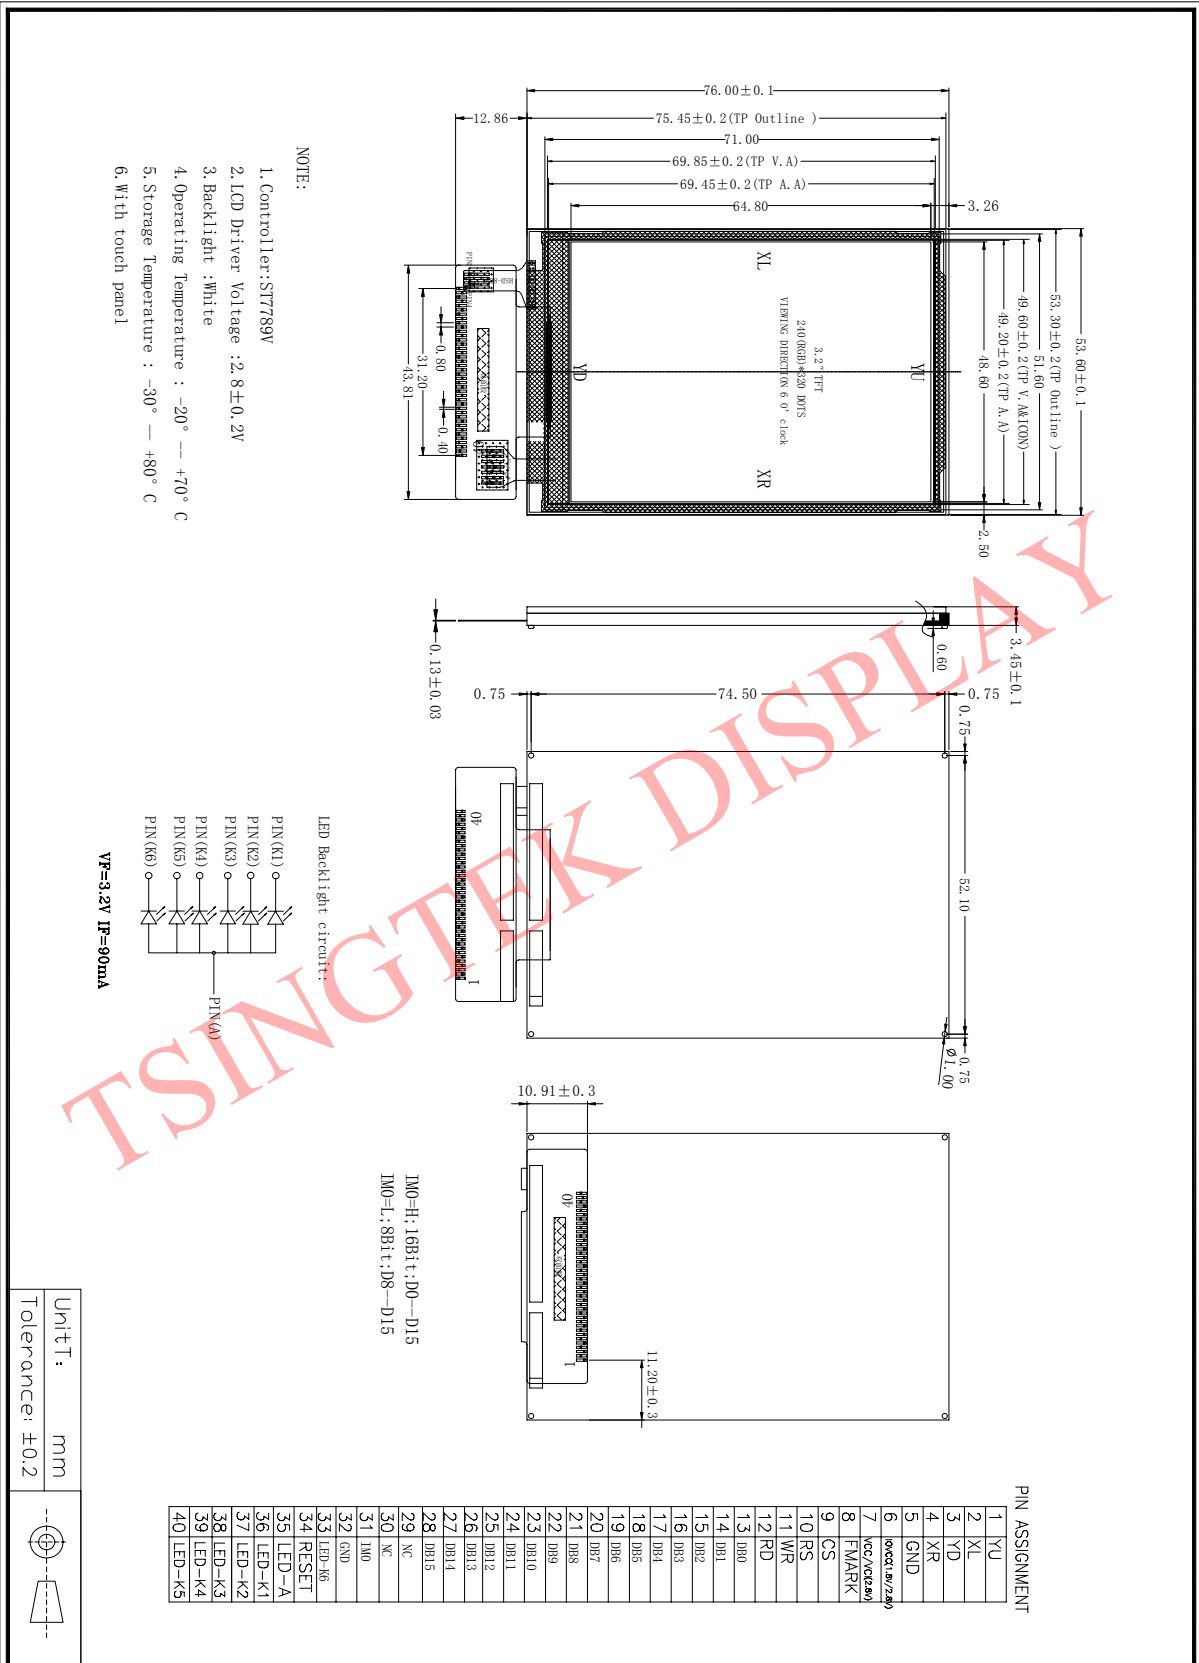 76.00±0.1
12.86
75.45±0.2(TP Outline )
71.00
69.85±0.2(TP V.A)
69.45±0.2(TP A.A)
64.80
3.26
53.60±0.1
53.30±0.2(TP Outline )
51.60
49.60±0.2(TP V.A&ICON)
49.20±0.2(TP A.A)
48.60
2.50
XL
YU
YD
XR
3.2" TFT
240(RGB)*320 DOTS
VIEWING DIRECTION 6 O' clock
0.80
31.20
0.40
43.81
NOTE:
1.Controller:ST7789V
2.LCD Driver Voltage :2.8±0.2V
3.Backlight :White
4.Operating Temperature : -20° -- +70° C
5.Storage Temperature : -30° -- +80° C
6.With touch panel
3.45±0.1
0.60
0.13±0.03
0.75
74.50
0.75
0.75
52.10
0.75
Ø1.00
40
1
LED Backlight circuit:
PIN(K1)
PIN(K2)
PIN(K3)
PIN(K4)
PIN(K5)
PIN(K6)
PIN(A)
VF=3.2V IF=90mA
10.91±0.3
40
1
11.20±0.3
IM0=H;16Bit;D0--D15
IM0=L;8Bit;D8--D15
PIN ASSIGNMENT
1 YU
2 XL
3 YD
4 XR
5 GND
6 IOVCC(1.8V/2.8V)
7 VCC/VCI(2.8V)
8 FMARK
9 CS
10 RS
11 WR
12 RD
13 DB0
14 DB1
15 DB2
16 DB3
17 DB4
18 DB5
19 DB6
20 DB7
21 DB8
22 DB9
23 DB10
24 DB11
25 DB12
26 DB13
27 DB14
28 DB15
29 NC
30 NC
31 IM0
32 GND
33 LED-K6
34 RESET
35 LED-A
36 LED-K1
37 LED-K2
38 LED-K3
39 LED-K4
40 LED-K5
UnitT: mm
Tolerance: ±0.2
TSINGTEK DISPLAY